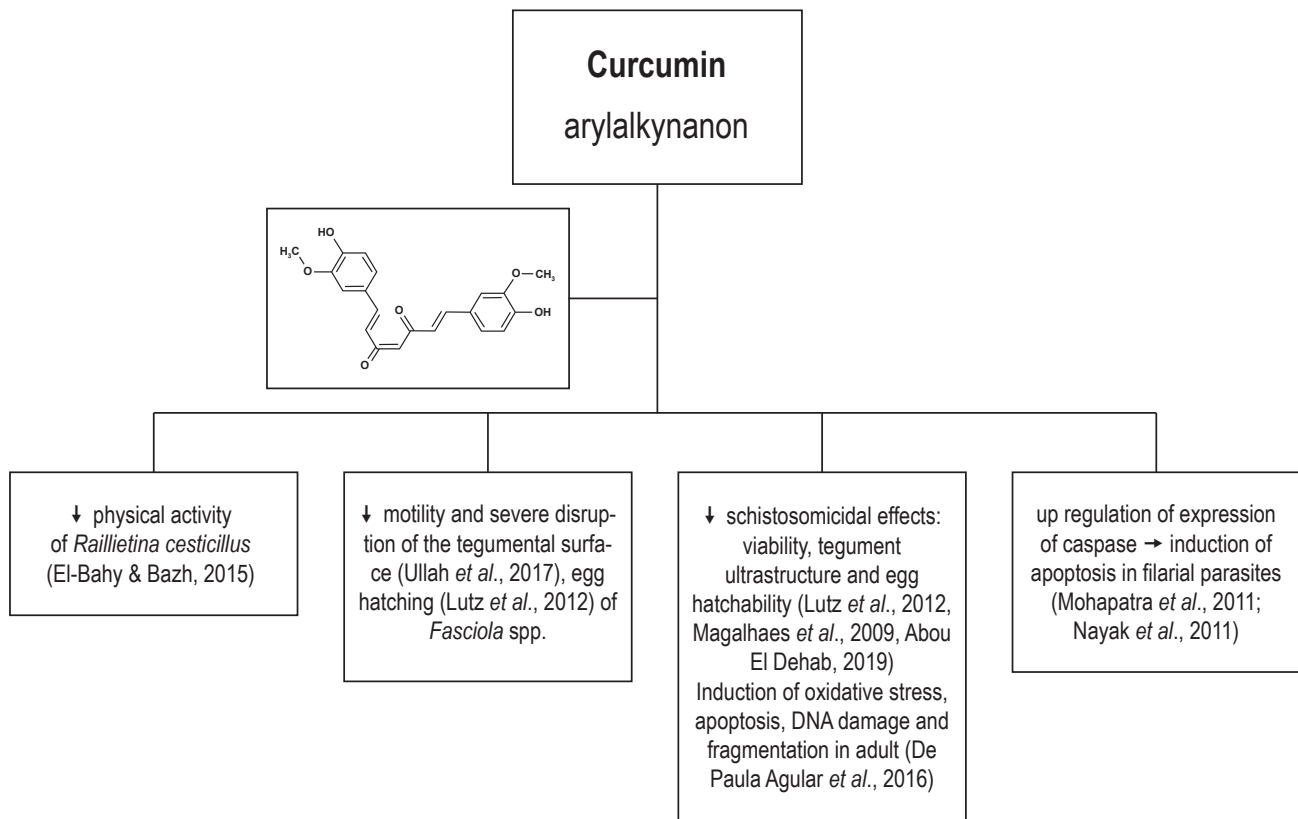 Curcumin
arylalkynanon
HO
H₃C
O
O
CH₃
OH
O
O
↓ physical activity
of Raillietina cesticillus
(El-Bahy & Bazh, 2015)
↓ motility and severe disrup-
tion of the tegumental surfa-
ce (Ullah et al., 2017), egg
hatching (Lutz et al., 2012) of
Fasciola spp.
↓ schistosomicidal effects:
viability, tegument
ultrastructure and egg
hatchability (Lutz et al., 2012,
Magalhaes et al., 2009, Abou
El Dehab, 2019)
Induction of oxidative stress,
apoptosis, DNA damage and
fragmentation in adult (De
Paula Agular et al., 2016)
up regulation of expression
of caspase → induction of
apoptosis in filarial parasites
(Mohapatra et al., 2011;
Nayak et al., 2011)